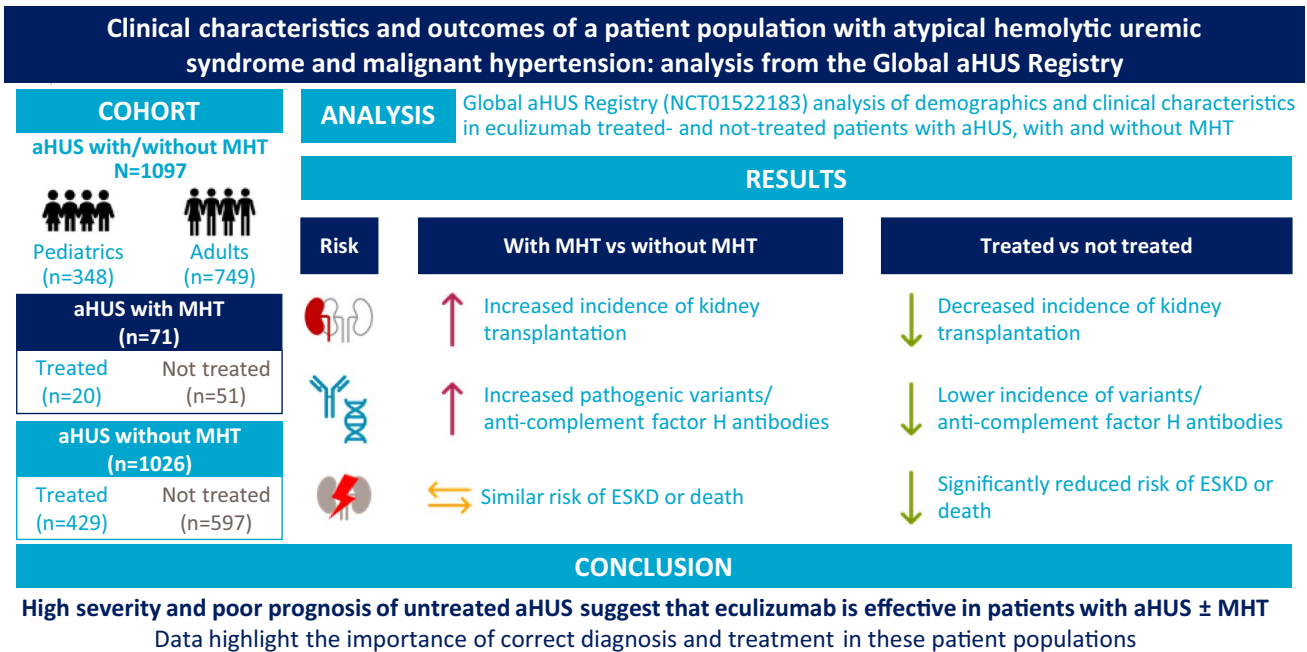 Clinical characteristics and outcomes of a patient population with atypical hemolytic uremic
syndrome and malignant hypertension: analysis from the Global aHUS Registry
COHORT
aHUS with/without MHT
N=1097
Pediatrics
(n=348)
Adults
(n=749)
aHUS with MHT
(n=71)
Treated
(n=20)
Not treated
(n=51)
aHUS without MHT
(n=1026)
Treated
(n=429)
Not treated
(n=597)
ANALYSIS
Global aHUS Registry (NCT01522183) analysis of demographics and clinical characteristics
in eculizumab treated- and not-treated patients with aHUS, with and without MHT
RESULTS
Risk
With MHT vs without MHT
Treated vs not treated
Increased incidence of kidney
transplantation
Decreased incidence of kidney
transplantation
Increased pathogenic variants/
anti-complement factor H antibodies
Lower incidence of variants/
anti-complement factor H antibodies
Similar risk of ESKD or death
Significantly reduced risk of ESKD or
death
CONCLUSION
High severity and poor prognosis of untreated aHUS suggest that eculizumab is effective in patients with aHUS ± MHT
Data highlight the importance of correct diagnosis and treatment in these patient populations